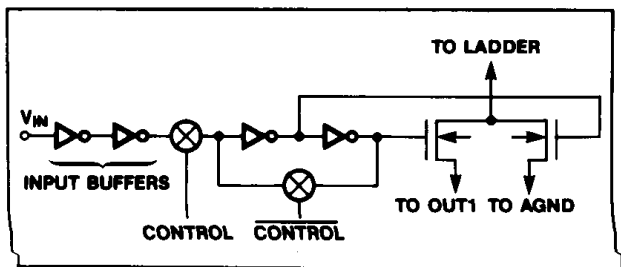 TO LADDER
VIN
INPUT BUFFERS
TO OUT1 TO AGND
CONTROL
CONTROL